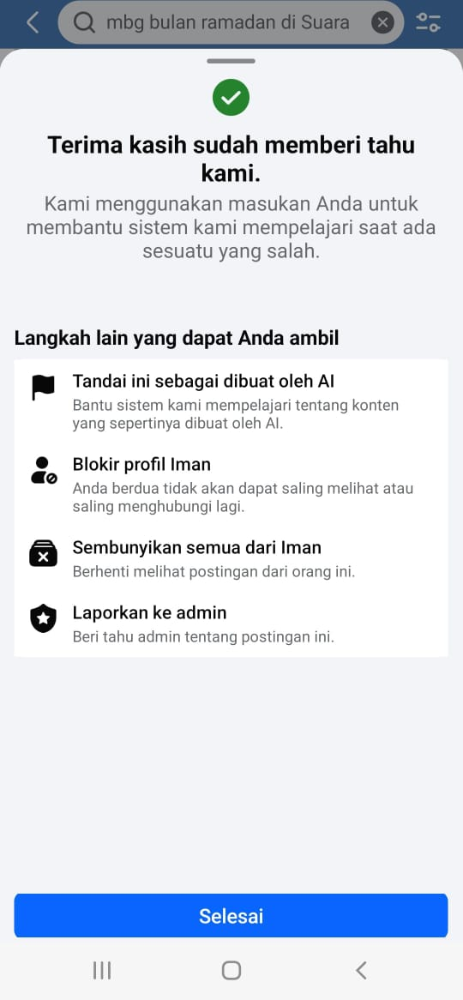 mbg bulan ramadan di Suara
Terima kasih sudah memberi tahu
kami.
Kami menggunakan masukan Anda untuk
membantu sistem kami mempelajari saat ada
sesuatu yang salah.
Langkah lain yang dapat Anda ambil
Tandai ini sebagai dibuat oleh AI
Bantu sistem kami mempelajari tentang konten
yang sepertinya dibuat oleh AI.
Blokir profil Iman
Anda berdua tidak akan dapat saling melihat atau
saling menghubungi lagi.
Sembunyikan semua dari Iman
Berhenti melihat postingan dari orang ini.
Laporkan ke admin
Beri tahu admin tentang postingan ini.
Selesai